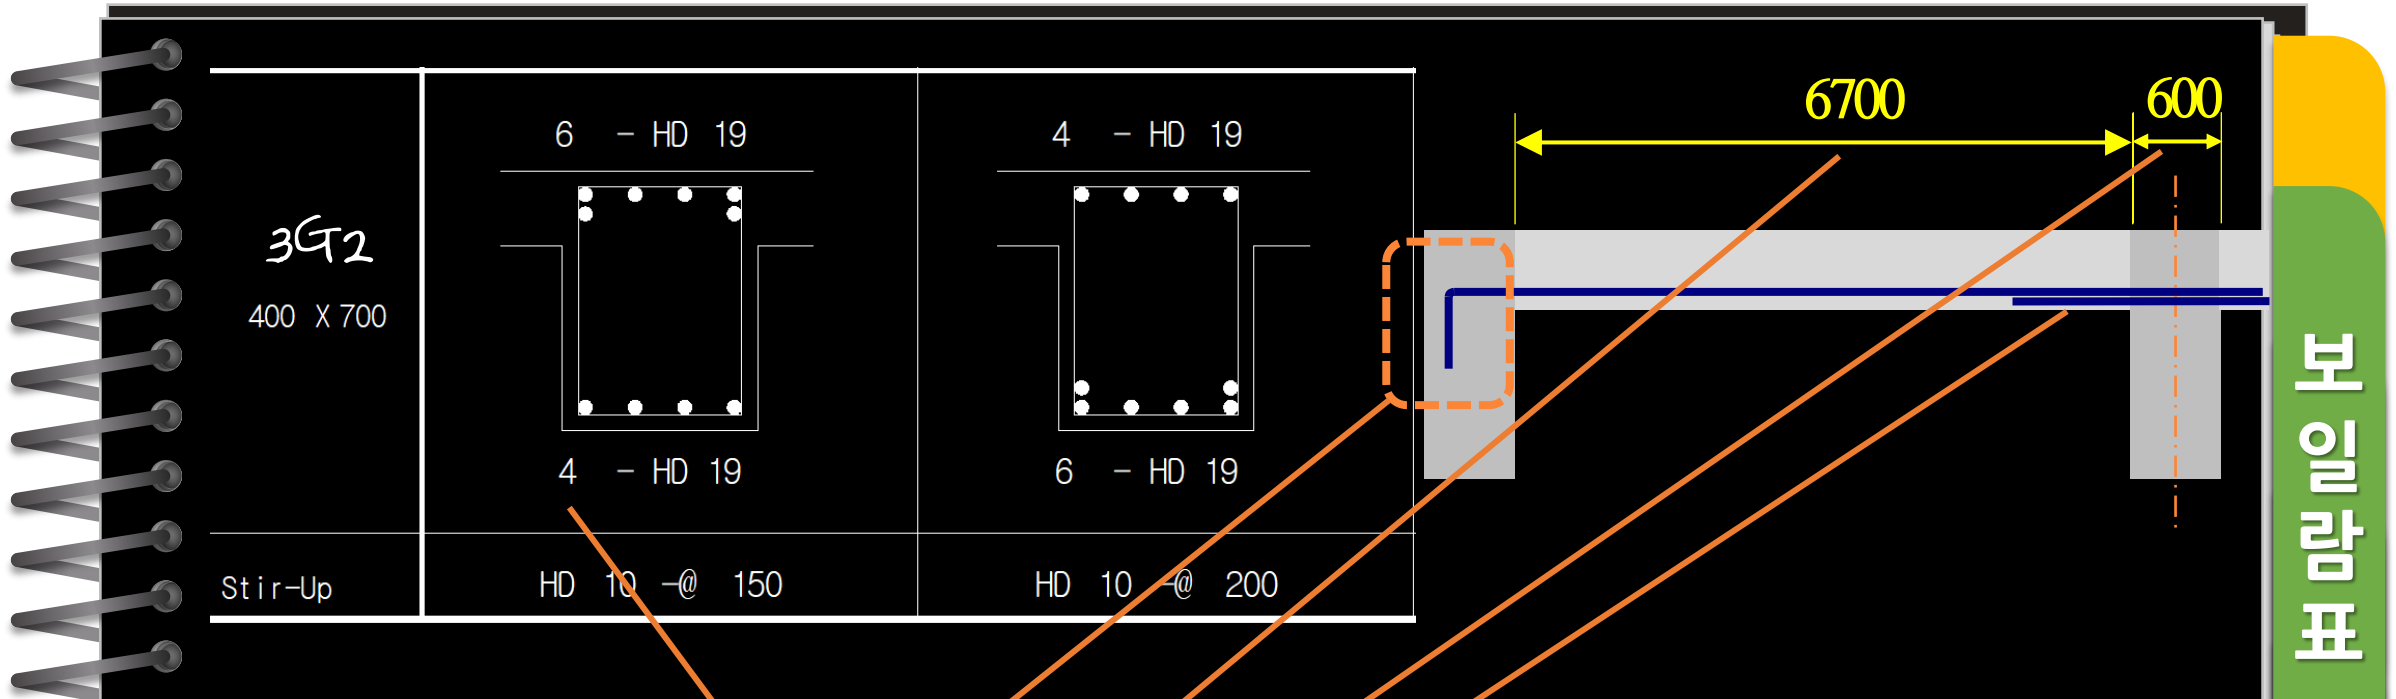 6 - HD 19
4 - HD 19
6700
600
3G2
400 X 700
4 - HD 19
6 - HD 19
Stir-Up
HD 10 -@ 150
HD 10 -@ 200
보일람표